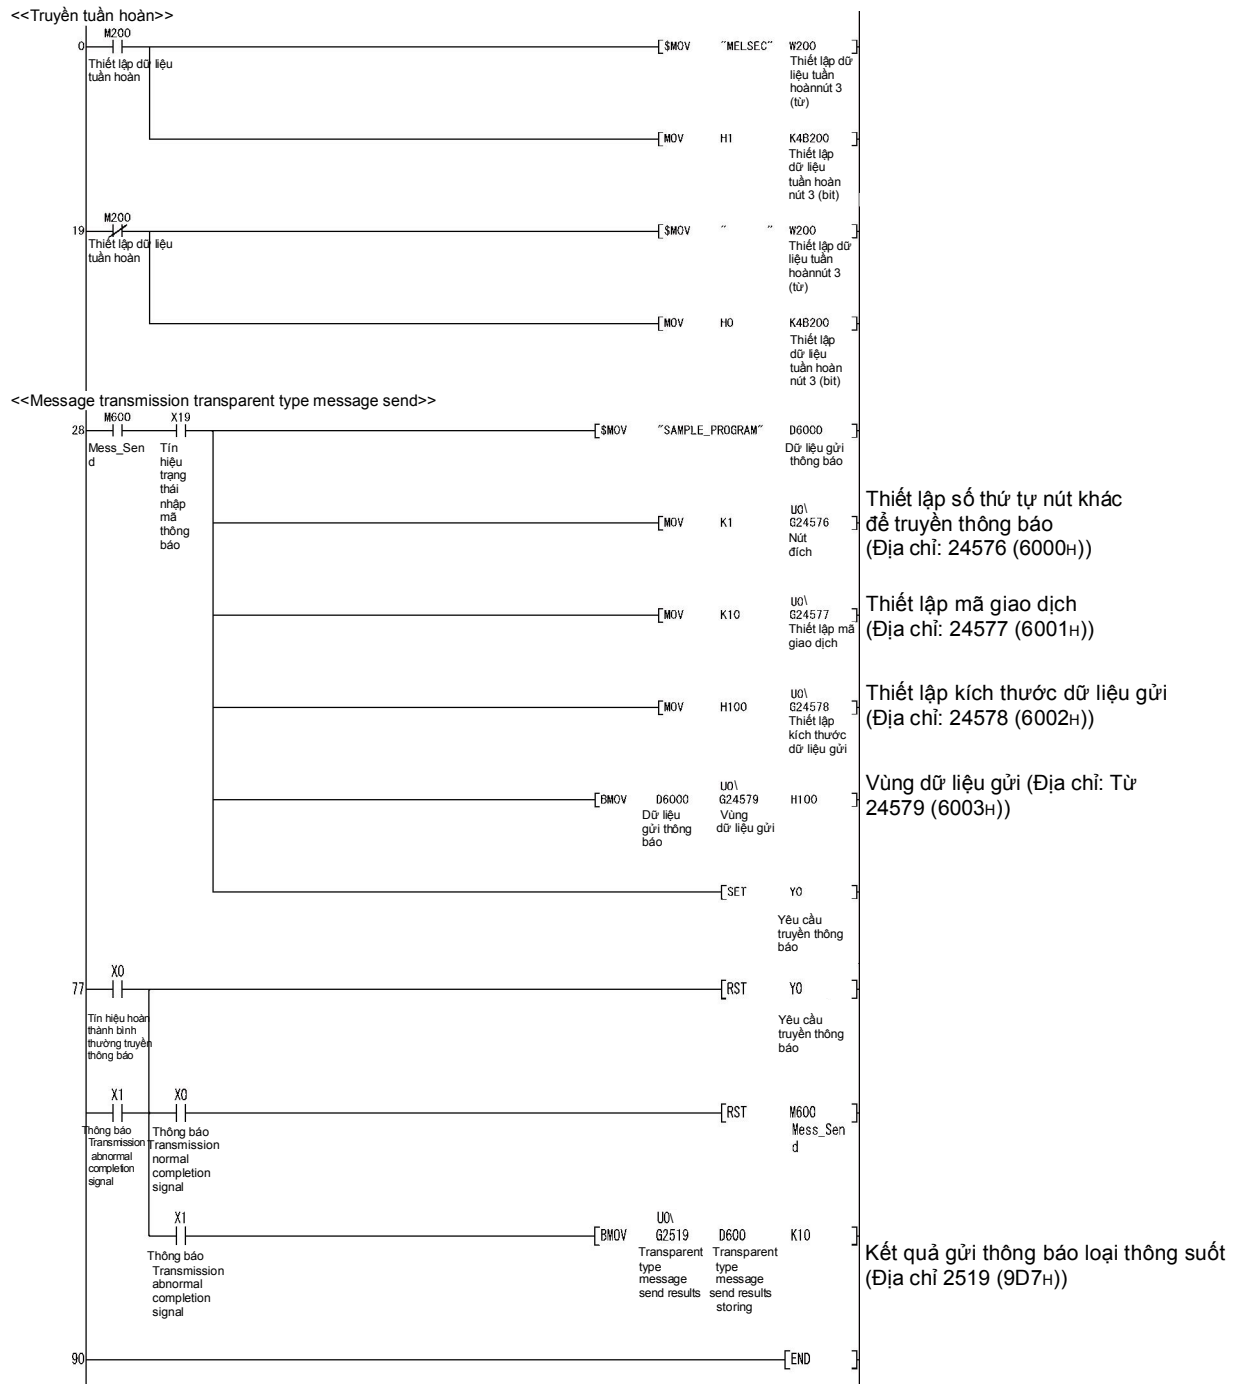 <<Truyền tuần hoàn>>
M200
0
[$MOV "MELSEC" W200 ]
Thiết lập dữ liệu
tuần hoàn
Thiết lập dữ
liệu tuần
hoànnút 3
(từ)
[MOV H1 K4B200 ]
Thiết lập
dữ liệu
tuần hoàn
nút 3 (bit)
M200
19
[$MOV " " W200 ]
Thiết lập dữ liệu
tuần hoàn
Thiết lập dữ
liệu tuần
hoànnút 3
(từ)
[MOV H0 K4B200 ]
Thiết lập
dữ liệu
tuần hoàn
nút 3 (bit)
<<Message transmission transparent type message send>>
M600 X19
28
[$MOV "SAMPLE_PROGRAM" D6000 ]
Mess_Sen
d
Tín
hiệu
trạng
thái
nhập
mã
thông
báo
Dữ liệu gửi
thông báo
U0\
[MOV K1 G24576 ]
Nút
đích
Thiết lập số thứ tự nút khác
để truyền thông báo
(Địa chỉ: 24576 (6000H))
U0\
[MOV K10 G24577 ]
Thiết lập mã
giao dịch
Thiết lập mã giao dịch
(Địa chỉ: 24577 (6001H))
U0\
[MOV H100 G24578 ]
Thiết lập
kích thước
dữ liệu gửi
Thiết lập kích thước dữ liệu gửi
(Địa chỉ: 24578 (6002H))
U0\
[BMOV D6000 G24579 H100 ]
Dữ liệu
gửi thông
báo
Vùng
dữ liệu gửi
Vùng dữ liệu gửi (Địa chỉ: Từ
24579 (6003H))
[SET Y0 ]
Yêu cầu
truyền thông
báo
X0
77
[RST Y0 ]
Tín hiệu hoàn
thành bình
thường truyền
thông báo
Yêu cầu
truyền thông
báo
X1 X0
[RST M600 ]
Mess_Sen
d
Thông báo
Transmission
abnormal
completion
signal
Thông báo
Transmission
normal
completion
signal
X1
U0\
[BMOV G2519 D600 K10 ]
Thông báo
Transmission
abnormal
completion
signal
Transparent
type
message
send results
Transparent
type
message
send results
storing
Kết quả gửi thông báo loại thông suốt
(Địa chỉ 2519 (9D7H))
90
[END ]